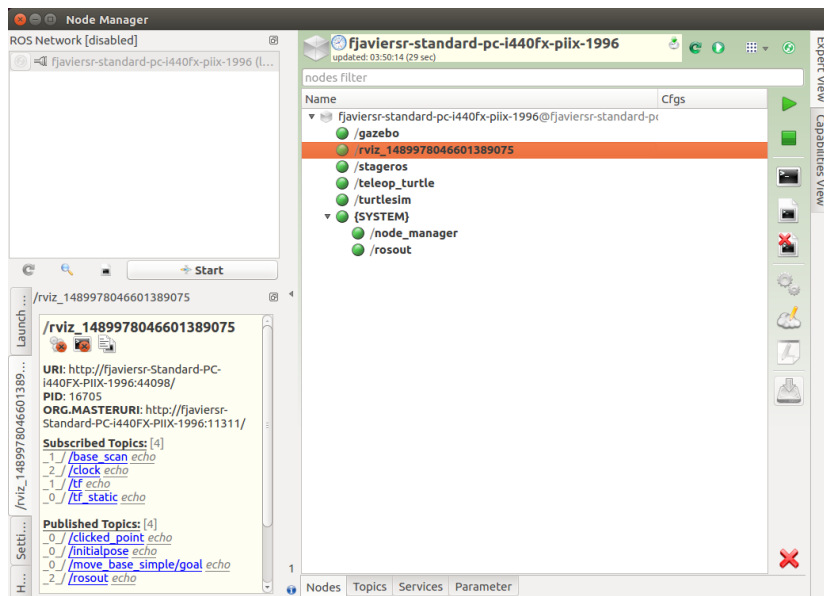 Node Manager
ROS Network [disabled]
fjaviersr-standard-pc-i440fx-piix-1996 (l...
Start
Launch ...
/rviz_1489978046601389...
Setti...
H...
/rviz_1489978046601389075
/rviz_1489978046601389075
URI: http://fjaviersr-Standard-PC-
i440FX-PIIX-1996:44098/
PID: 16705
ORG.MASTERURI: http://fjaviersr-
Standard-PC-i440FX-PIIX-1996:11311/
Subscribed Topics: [4]
_1_/ /base_scan echo
_2_/ /clock echo
_1_/ /tf echo
_0_/ /tf_static echo
Published Topics: [4]
_0_/ /clicked_point echo
_0_/ /initialpose echo
_0_/ /move_base_simple/goal echo
_2_/ /rosout echo
1
fjaviersr-standard-pc-i440fx-piix-1996
updated: 03:50:14 (29 sec)
nodes filter
Name Cfgs
fjaviersr-standard-pc-i440fx-piix-1996@fjaviersr-standard-pc
/gazebo
/rviz_1489978046601389075
/stageros
/teleop_turtle
/turtlesim
{SYSTEM}
/node_manager
/rosout
Nodes Topics Services Parameter
Expert View
Capabilities View